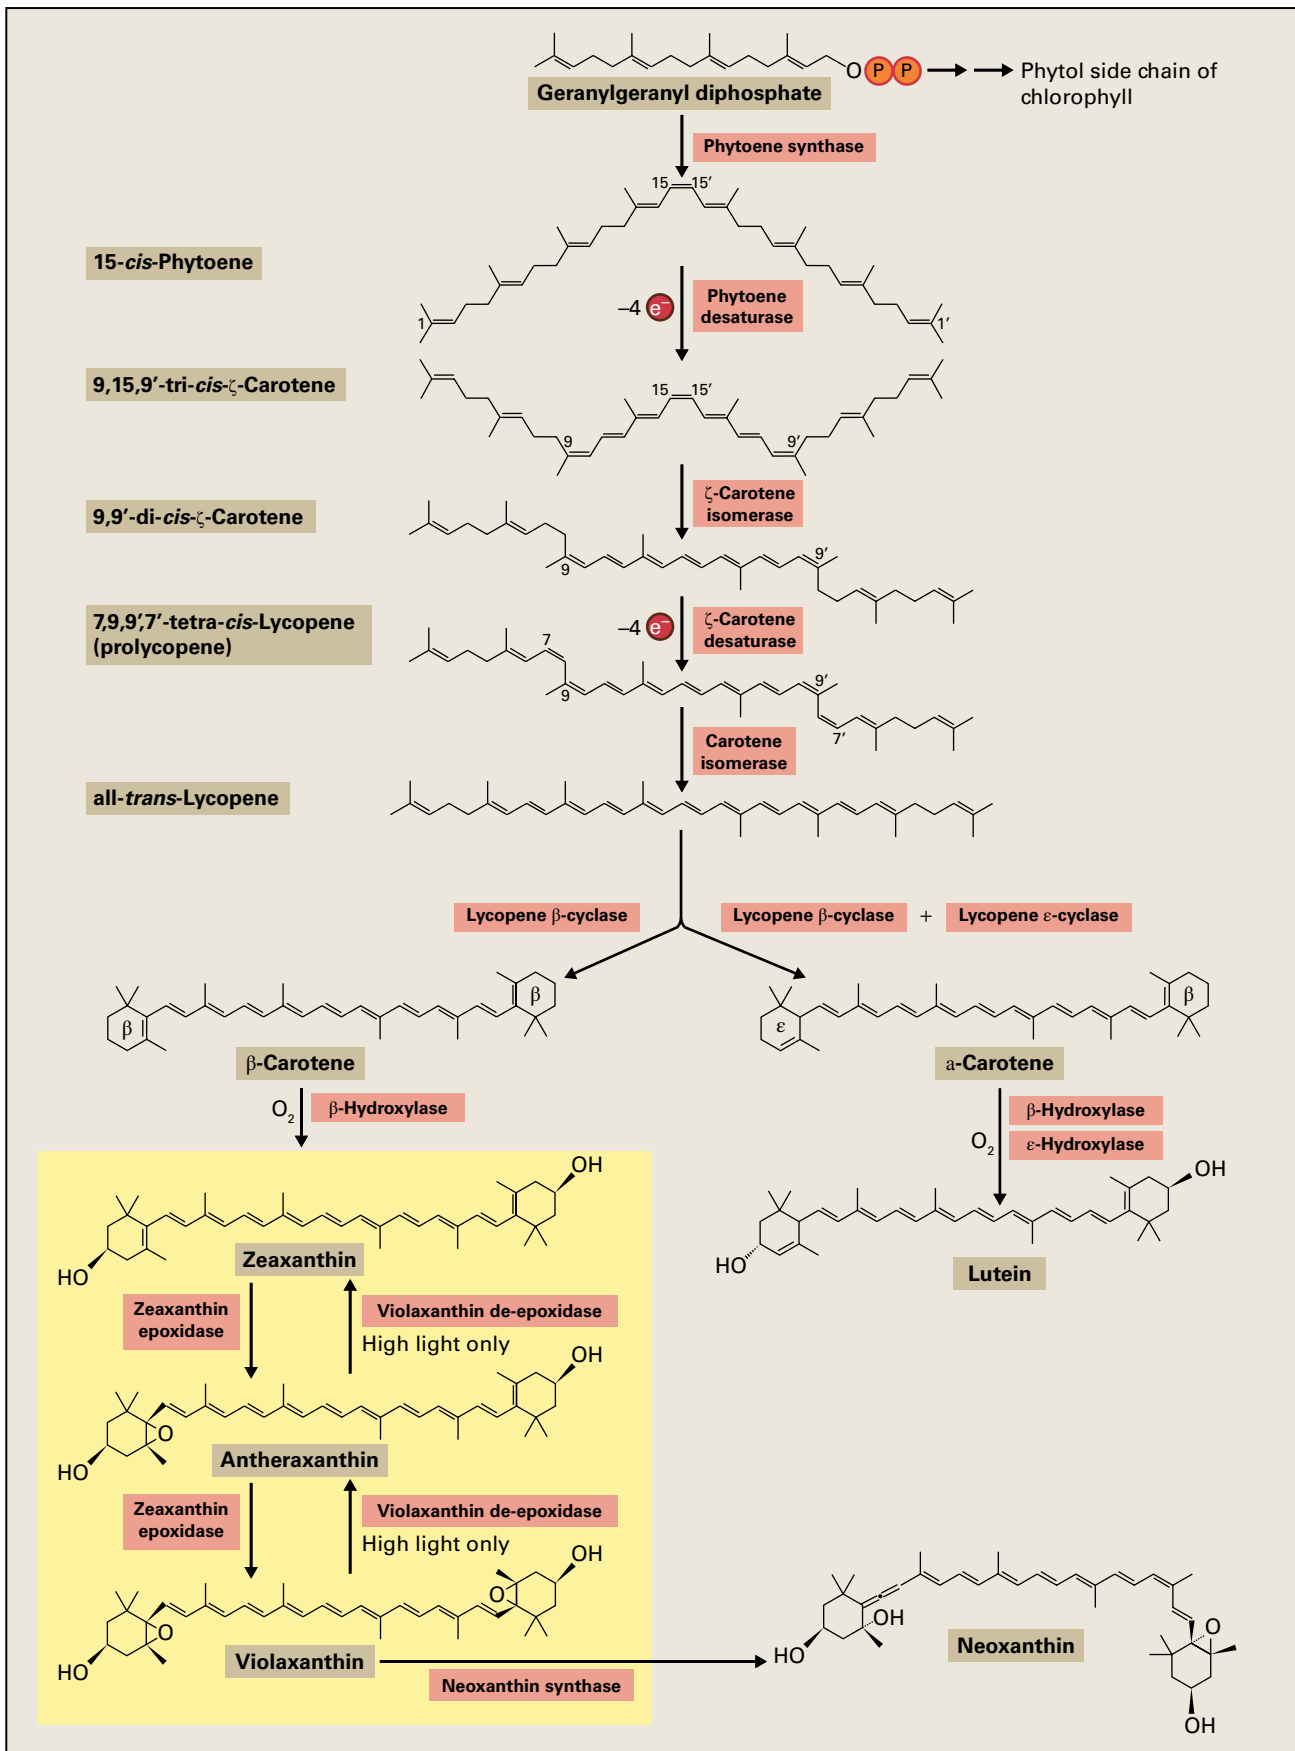 O P P
Phytol side chain of
chlorophyll
Geranylgeranyl diphosphate
Phytoene synthase
15 15′
15-cis-Phytoene
–4 e–
Phytoene
desaturase
1 1′
9,15,9′-tri-cis-ζ-Carotene
15 15′
9 9′
ζ-Carotene
isomerase
9,9′-di-cis-ζ-Carotene
9 9′
7,9,9′,7′-tetra-cis-Lycopene
(prolycopene)
–4 e–
ζ-Carotene
desaturase
7
9 9′
7′
Carotene
isomerase
all-trans-Lycopene
Lycopene β-cyclase
Lycopene β-cyclase + Lycopene ε-cyclase
β β
β-Carotene
ε β
a-Carotene
O2
β-Hydroxylase
β-Hydroxylase
O2
ε-Hydroxylase
OH
HO
Zeaxanthin
OH
HO
Lutein
Zeaxanthin
epoxidase
Violaxanthin de-epoxidase
High light only
OH
O
HO
Antheraxanthin
Zeaxanthin
epoxidase
Violaxanthin de-epoxidase
High light only
OH
O
O
HO
Violaxanthin
Neoxanthin synthase
OH
HO
O
Neoxanthin
OH